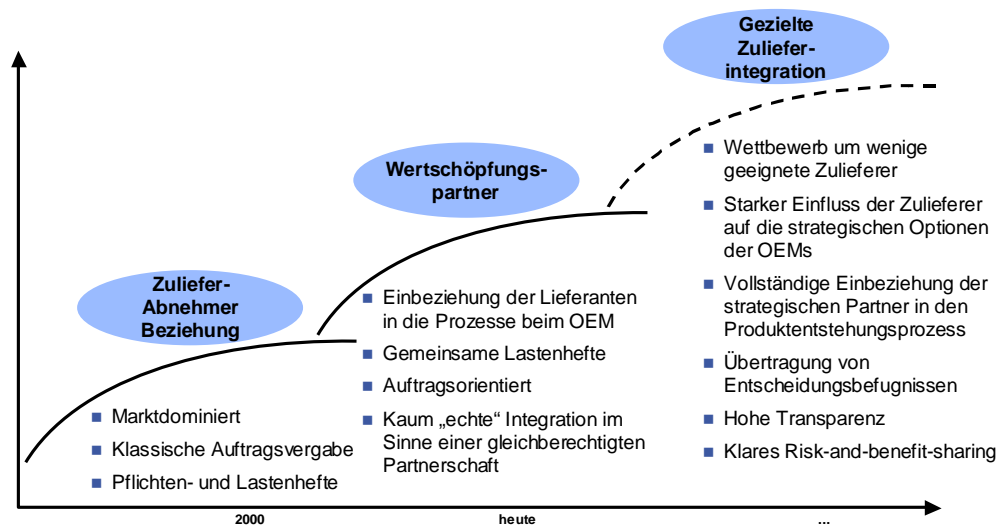 Gezielte
Zuliefer-
integration
Wertschöpfungs-
partner
Zuliefer-
Abnehmer
Beziehung
Marktdominiert
Klassische Auftragsvergabe
Pflichten- und Lastenhefte
Einbeziehung der Lieferanten
in die Prozesse beim OEM
Gemeinsame Lastenhefte
Auftragsorientiert
Kaum „echte“ Integration im
Sinne einer gleichberechtigten
Partnerschaft
Wettbewerb um wenige
geeignete Zulieferer
Starker Einfluss der Zulieferer
auf die strategischen Optionen
der OEMs
Vollständige Einbeziehung der
strategischen Partner in den
Produktentstehungsprozess
Übertragung von
Entscheidungsbefugnissen
Hohe Transparenz
Klares Risk-and-benefit-sharing
2000
heute
...